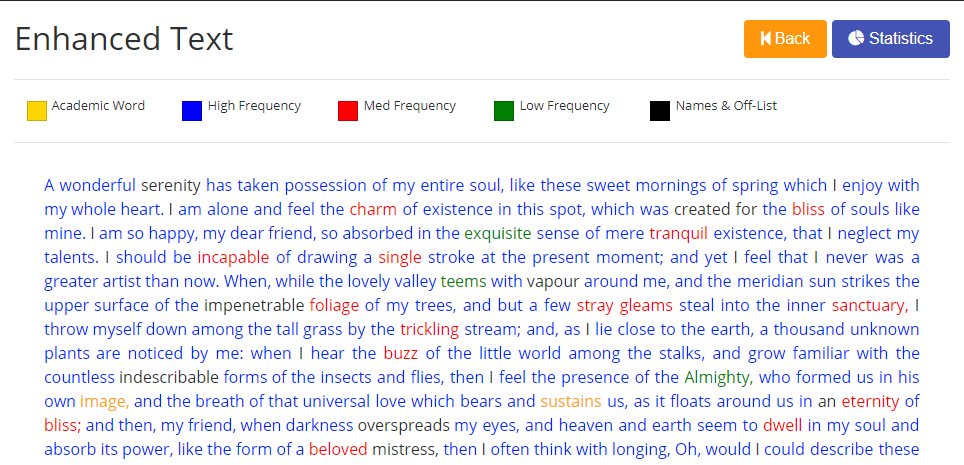 Enhanced Text
Back
Statistics
Academic Word
High Frequency
Med Frequency
Low Frequency
Names & Off-List
A wonderful serenity has taken possession of my entire soul, like these sweet mornings of spring which I enjoy with
my whole heart. I am alone and feel the charm of existence in this spot, which was created for the bliss of souls like
mine. I am so happy, my dear friend, so absorbed in the exquisite sense of mere tranquil existence, that I neglect my
talents. I should be incapable of drawing a single stroke at the present moment; and yet I feel that I never was a
greater artist than now. When, while the lovely valley teems with vapour around me, and the meridian sun strikes the
upper surface of the impenetrable foliage of my trees, and but a few stray gleams steal into the inner sanctuary, I
throw myself down among the tall grass by the trickling stream; and, as I lie close to the earth, a thousand unknown
plants are noticed by me: when I hear the buzz of the little world among the stalks, and grow familiar with the
countless indescribable forms of the insects and flies, then I feel the presence of the Almighty, who formed us in his
own image, and the breath of that universal love which bears and sustains us, as it floats around us in an eternity of
bliss; and then, my friend, when darkness overspreads my eyes, and heaven and earth seem to dwell in my soul and
absorb its power, like the form of a beloved mistress, then I often think with longing, Oh, would I could describe these